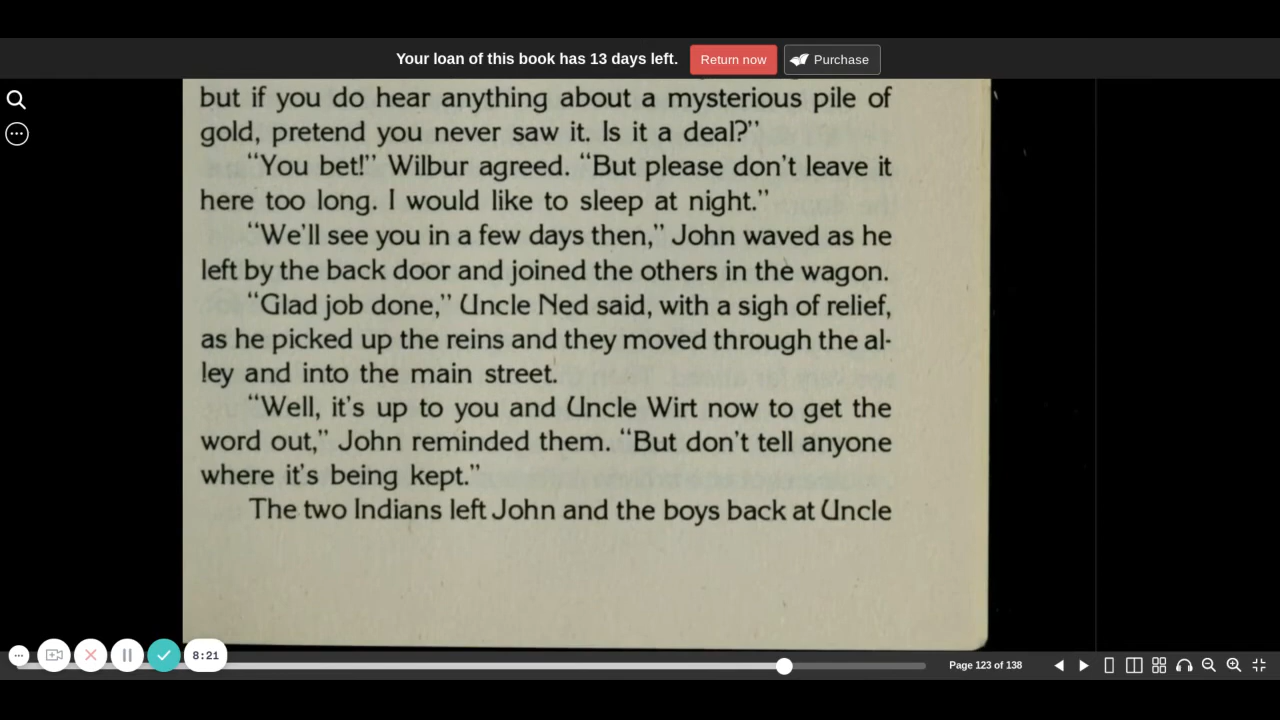 Your loan of this book has 13 days left. Return now Purchase
but if you do hear anything about a mysterious pile of
gold, pretend you never saw it. Is it a deal?”
“You bet!” Wilbur agreed. “But please don’t leave it
here too long. I would like to sleep at night.”
“We’ll see you in a few days then,” John waved as he
left by the back door and joined the others in the wagon.
“Glad job done,” Uncle Ned said, with a sigh of relief,
as he picked up the reins and they moved through the al-
ley and into the main street.
“Well, it’s up to you and Uncle Wirt now to get the
word out,” John reminded them. “But don’t tell anyone
where it’s being kept.”
The two Indians left John and the boys back at Uncle
8:21
Page 123 of 138